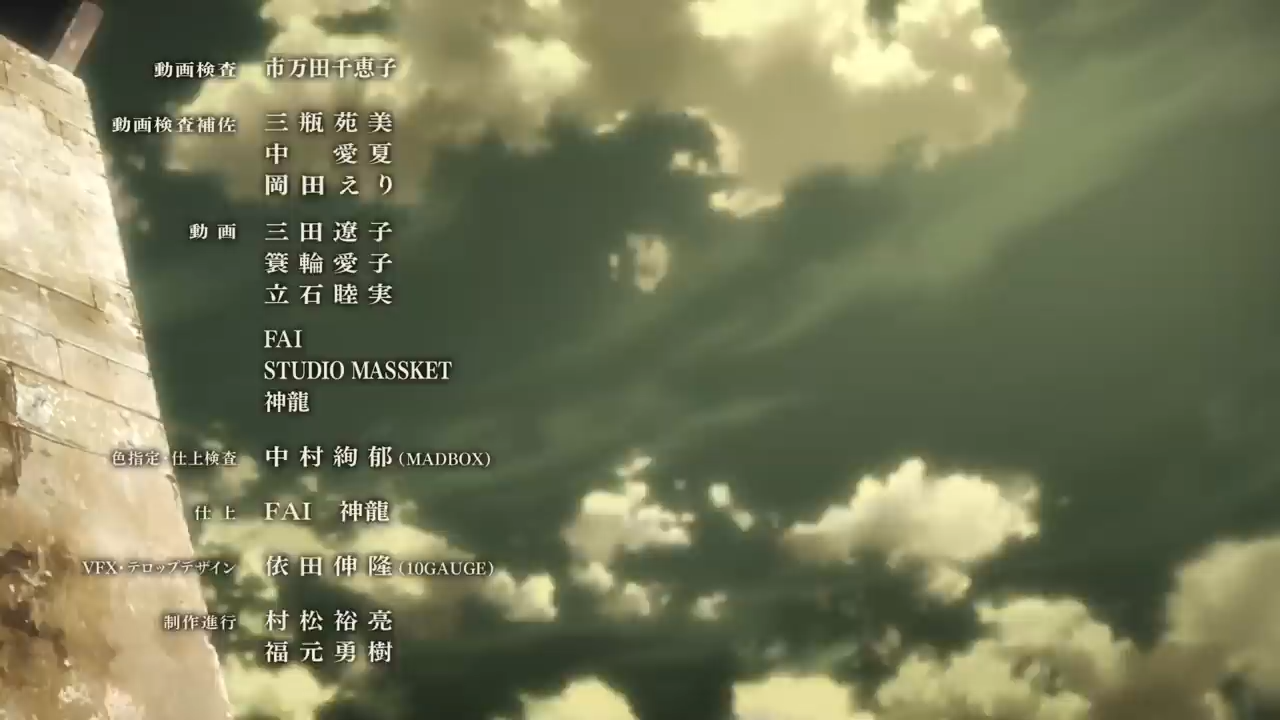 動画検査 市万田千恵子
動画検査補佐 三瓶苑美
中 愛夏
岡田えり
動画 三田遼子
簑輪愛子
立石睦実
FAI
STUDIO MASSKET
神龍
色指定・仕上検査 中村絢郁(MADBOX)
仕上 FAI 神龍
VFX・テロップデザイン 依田伸隆(10GAUGE)
制作進行 村松裕亮
福元勇樹